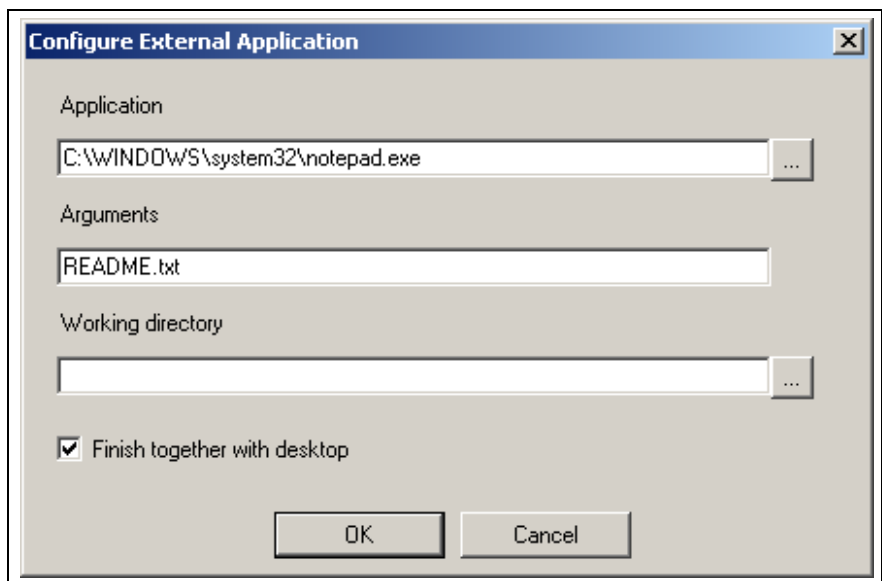 Configure External Application
Application
C:\WINDOWS\system32\notepad.exe
...
Arguments
README.txt
Working directory
...
Finish together with desktop
OK Cancel